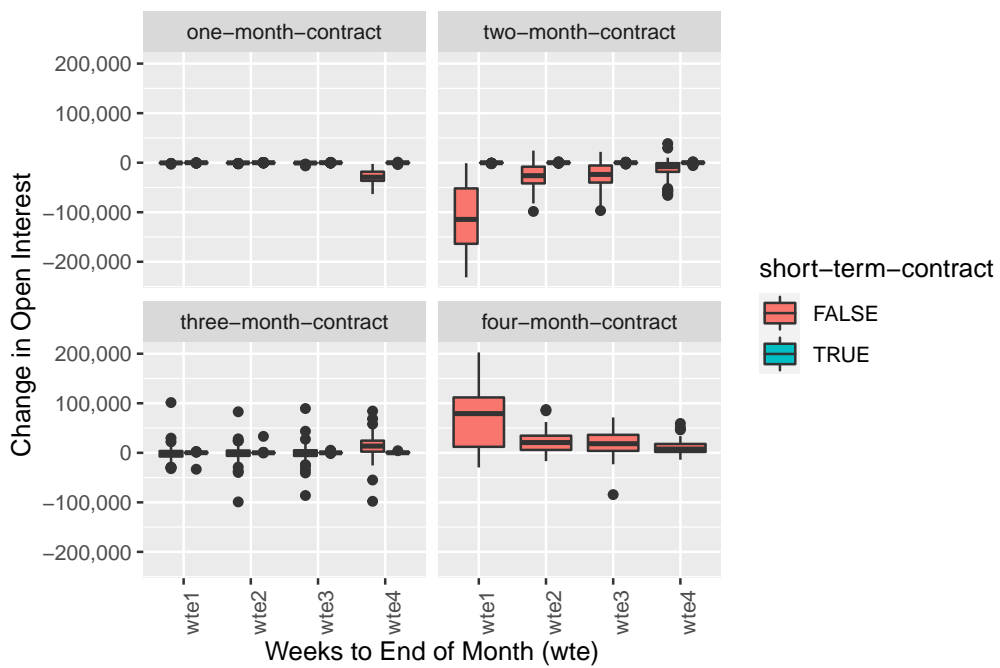 one−month−contract
two−month−contract
200,000
100,000
0
−100,000
−200,000
three−month−contract
four−month−contract
200,000
100,000
0
−100,000
−200,000
wte1
wte2
wte3
wte4
wte1
wte2
wte3
wte4
Weeks to End of Month (wte)
Change in Open Interest
short−term−contract
FALSE
TRUE